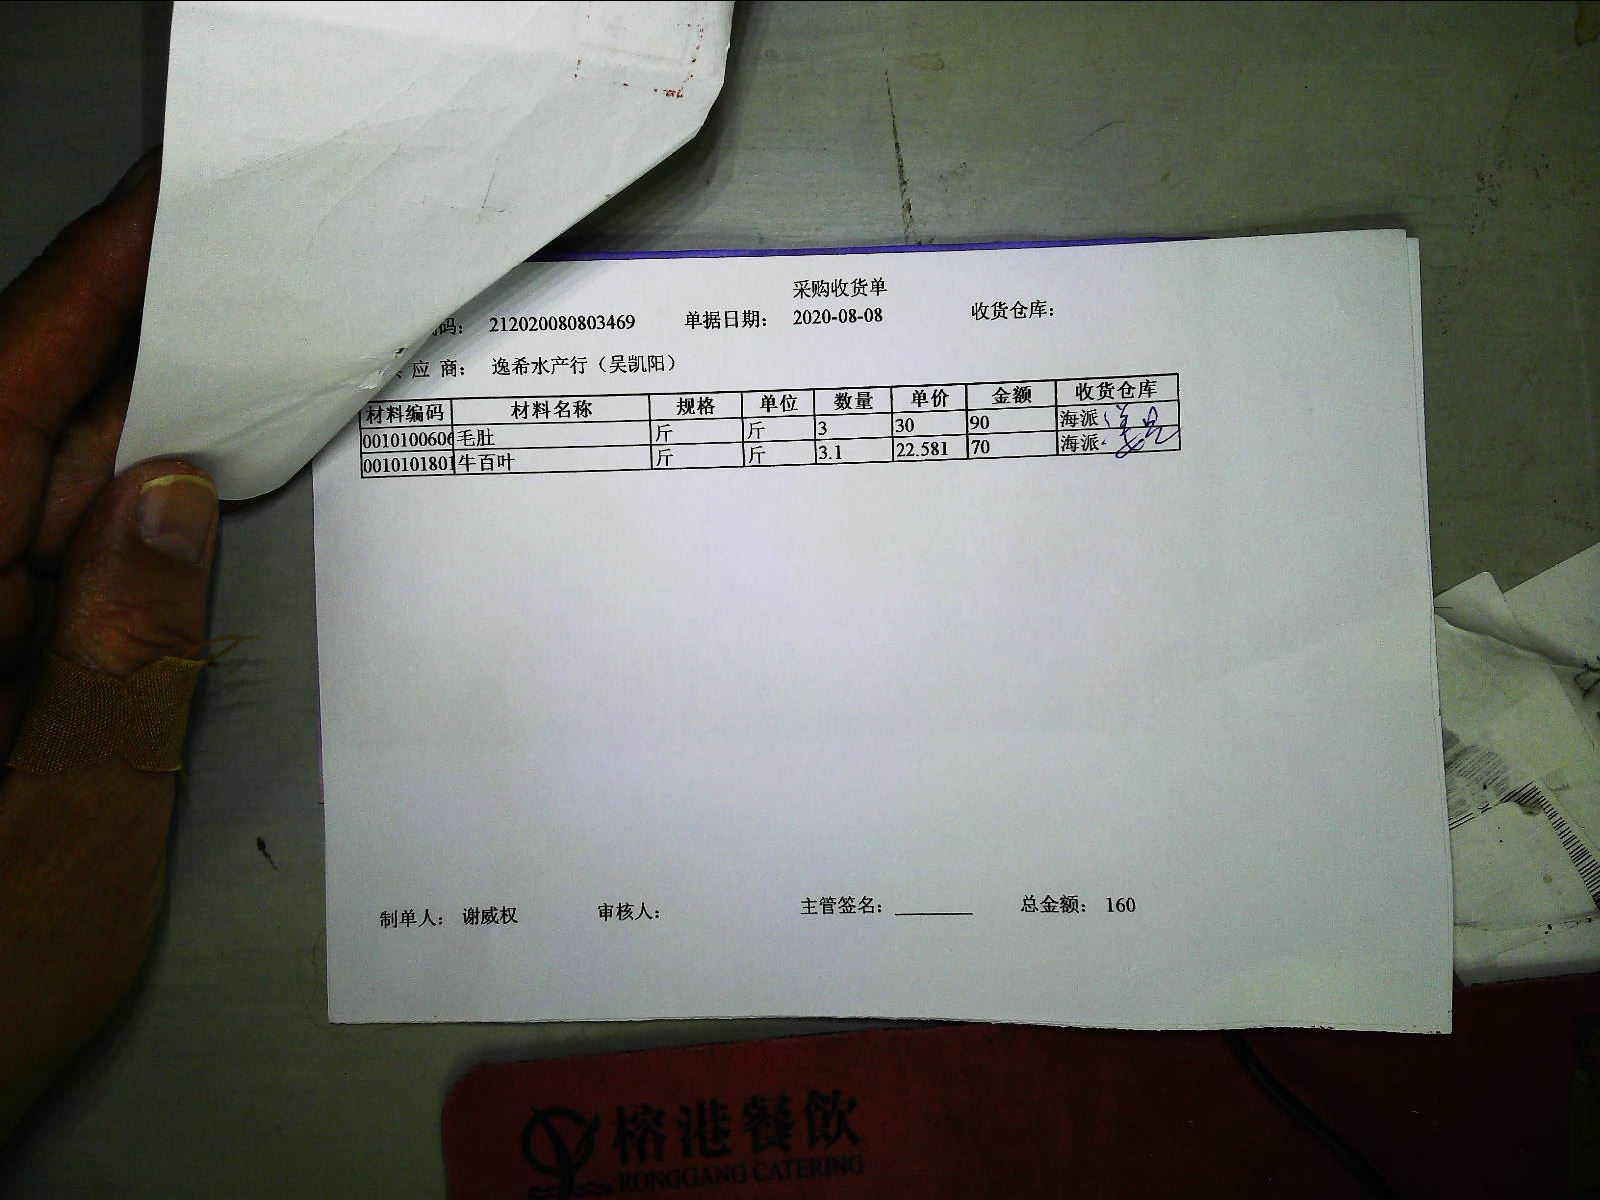 采购收货单
码： 212020080803469 单据日期： 2020-08-08 收货仓库：
应 商： 逸希水产行（吴凯阳）
材料编码 材料名称 规格 单位 数量 单价 金额 收货仓库
0010100606 毛肚 斤 斤 3 30 90 海派
0010101801 牛百叶 斤 斤 3.1 22.581 70 海派
制单人： 谢威权 审核人： 主管签名： ________ 总金额： 160
榕港餐飲
RONGGANG CATERING